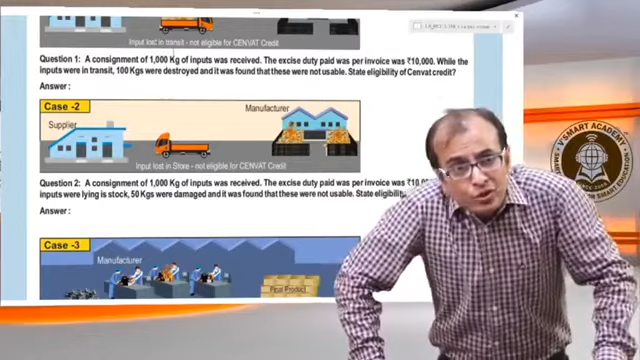 Input lost in transit - not eligible for CENVAT Credit
Question 1: A consignment of 1,000 Kg of inputs was received. The excise duty paid was per invoice was ₹10,000. While the
inputs were in transit, 100 Kgs were destroyed and it was found that these were not usable. State eligibility of Cenvat credit?
Answer :
Case -2
Manufacturer
Supplier
Input lost in Store - not eligible for CENVAT Credit
Question 2: A consignment of 1,000 Kg of inputs was received. The excise duty paid was per invoice was ₹10
inputs were lying is stock, 50 Kgs were damaged and it was found that these were not usable. State eligibility
Answer:
Case -3
Manufacturer
Final Product
V'SMART ACADEMY
FOR SMART EDUCATION